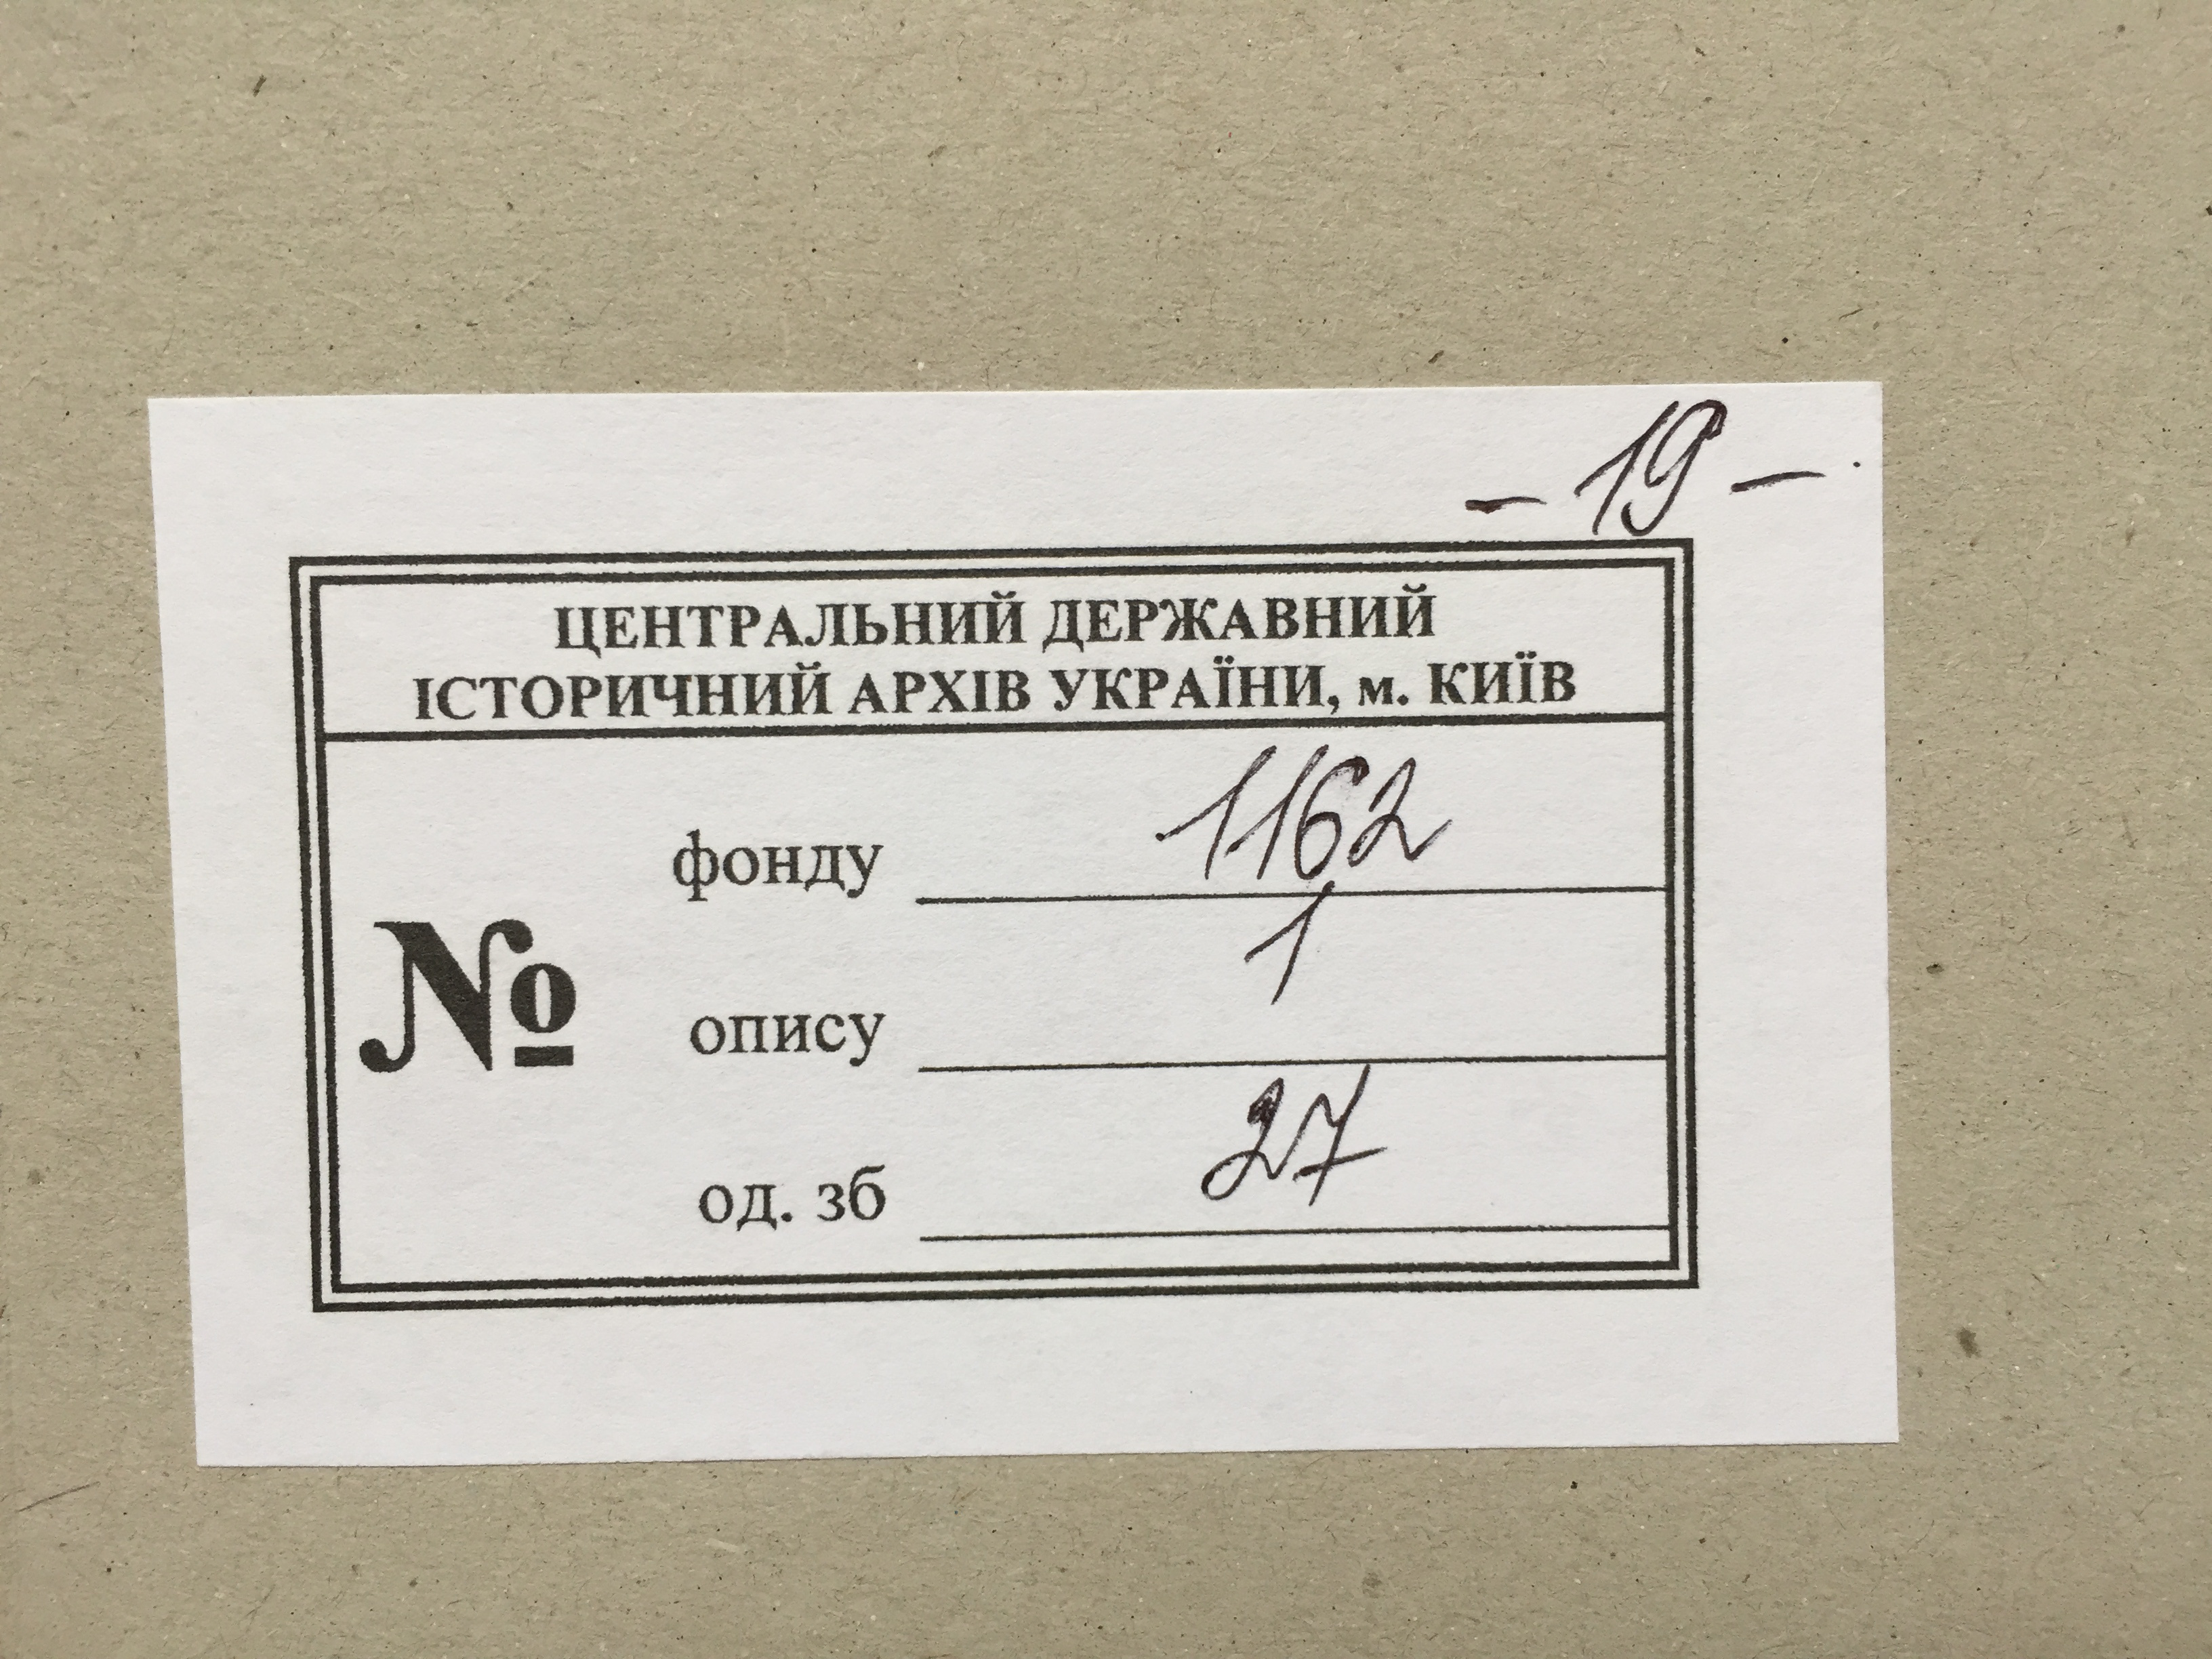 - 19 -
ЦЕНТРАЛЬНИЙ ДЕРЖАВНИЙ
ІСТОРИЧНИЙ АРХІВ УКРАЇНИ, м. КИЇВ
фонду 1162
№ опису 1
од. зб 27